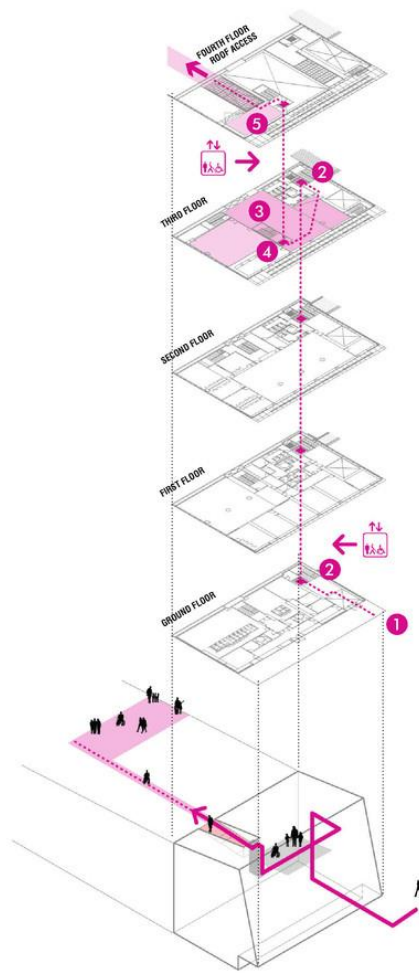 FOURTH FLOOR
ROOF ACCESS
5
2
THIRD FLOOR
3
4
SECOND FLOOR
FIRST FLOOR
2
GROUND FLOOR
1